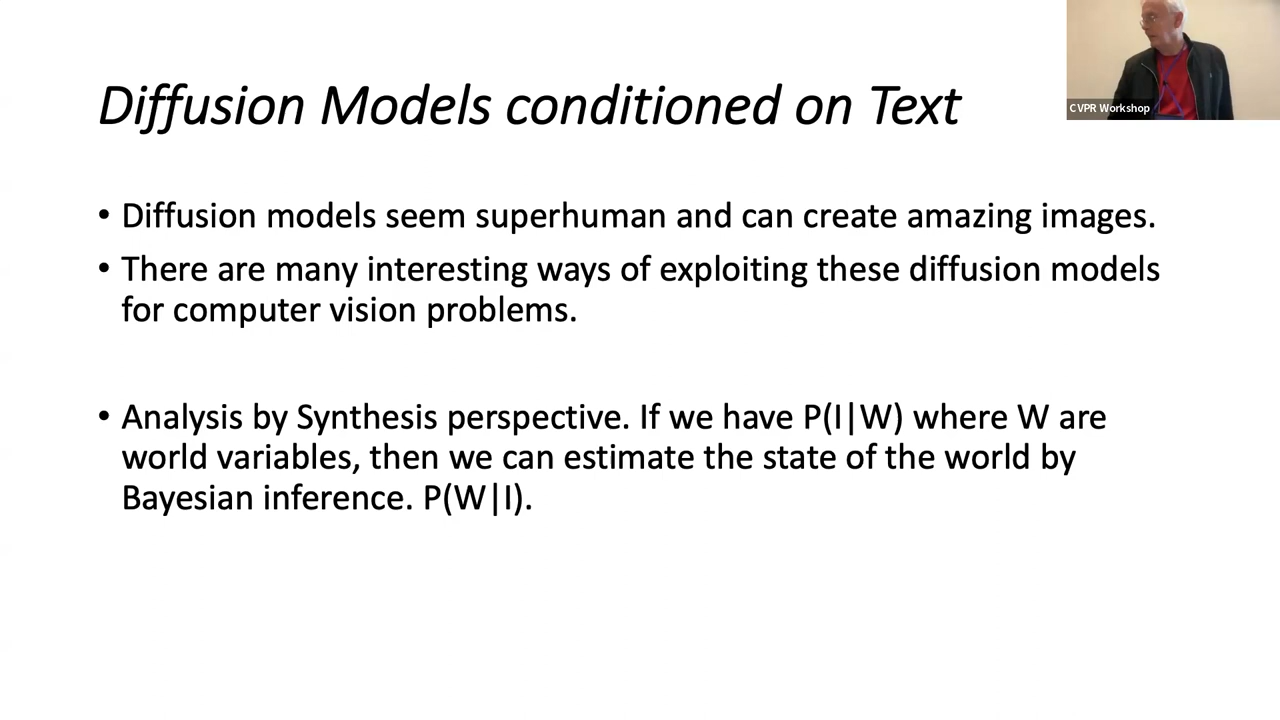 Diffusion Models conditioned on Text
CVPR Workshop
• Diffusion models seem superhuman and can create amazing images.
• There are many interesting ways of exploiting these diffusion models
for computer vision problems.
• Analysis by Synthesis perspective. If we have P(I|W) where W are
world variables, then we can estimate the state of the world by
Bayesian inference. P(W|I).